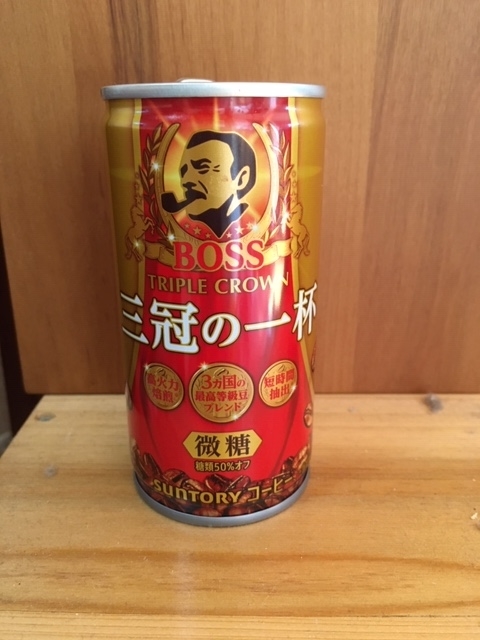 BOSS
TRIPLE CROWN
三冠の一杯
高火力
焙煎
3ヵ国の
最高等級豆
ブレンド
短時間
抽出
微糖
糖類50%オフ
SUNTORY コーヒー